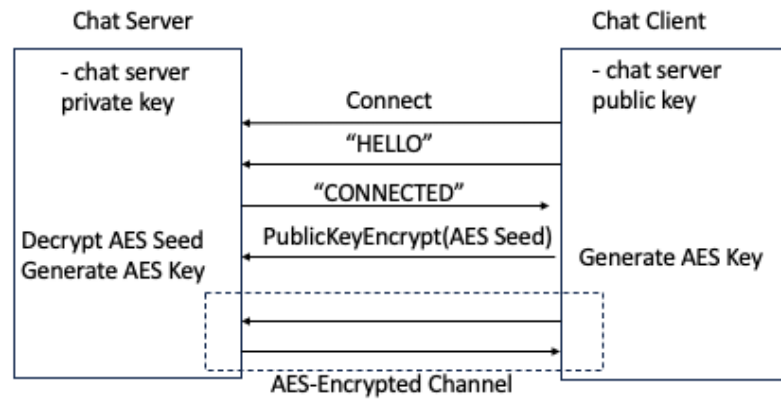 Chat Server
Chat Client
- chat server
private key
- chat server
public key
Connect
“HELLO”
“CONNECTED”
PublicKeyEncrypt(AES Seed)
Decrypt AES Seed
Generate AES Key
Generate AES Key
AES-Encrypted Channel